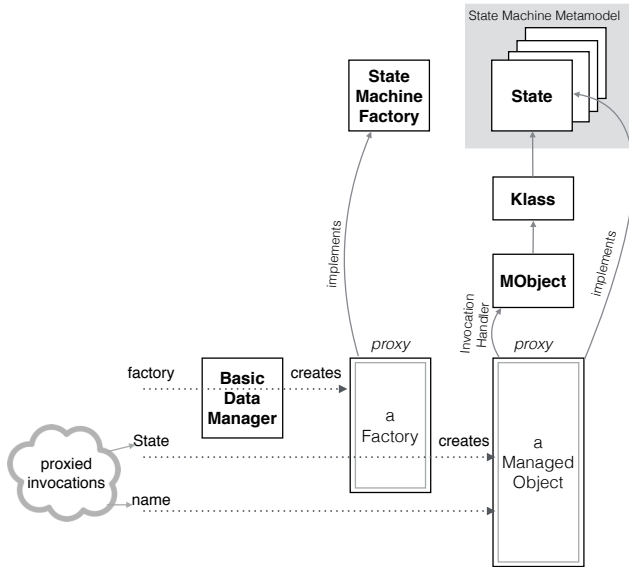 State Machine Metamodel
State
Machine
Factory
State
Klass
implements
implements
MObject
Invocation
Handler
proxy
proxy
factory
Basic
Data
Manager
creates
a
Factory
State
creates
a
Managed
Object
proxied
invocations
name